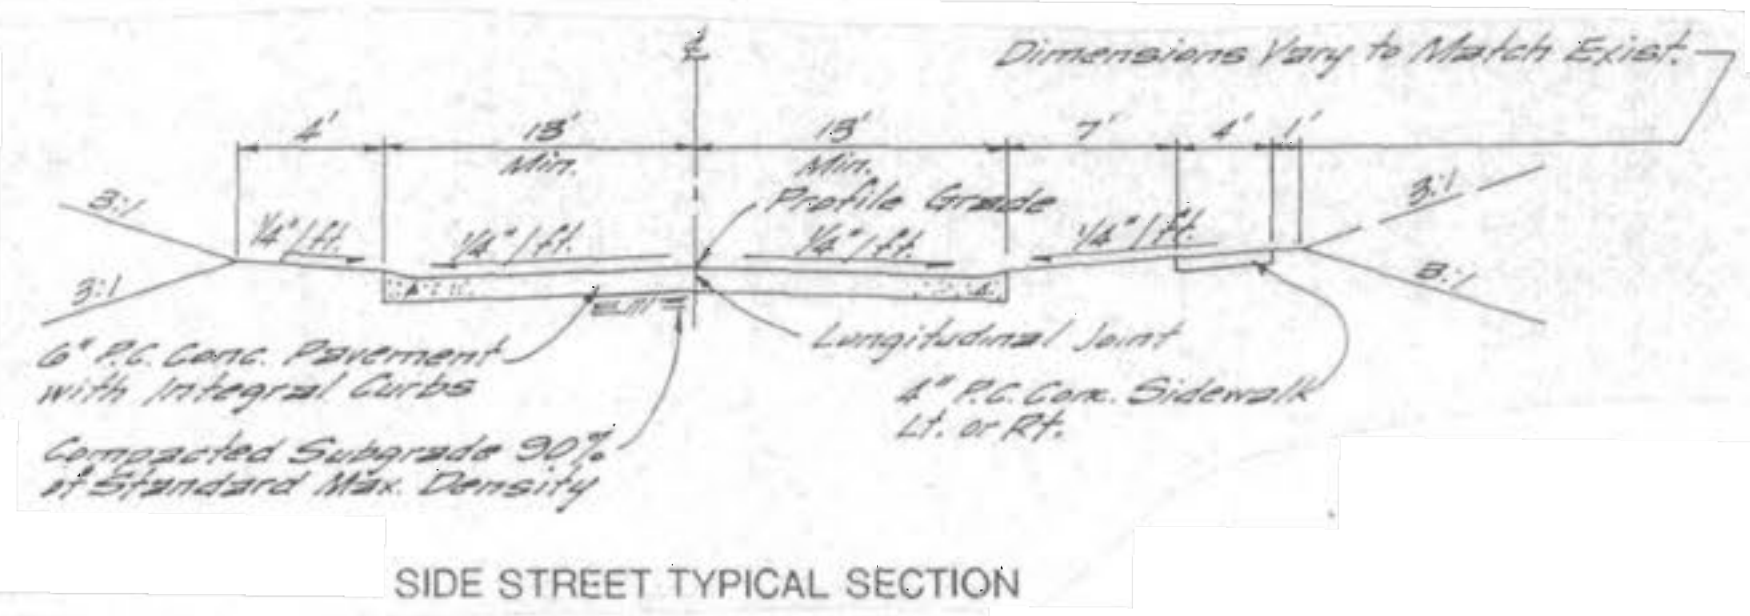 ℄
Dimensions Vary to Match Exist.
4'
13'
Min.
13'
Min.
7'
4'
1'
3:1
3:1
1/4"/ft.
1/4"/ft.
Profile Grade
1/4"/ft.
1/4"/ft.
3:1
3:1
6" P.C. Conc. Pavement
with Integral Curbs
Longitudinal Joint
4" P.C. Conc. Sidewalk
Lt. or Rt.
Compacted Subgrade 90%
of Standard Max. Density
SIDE STREET TYPICAL SECTION